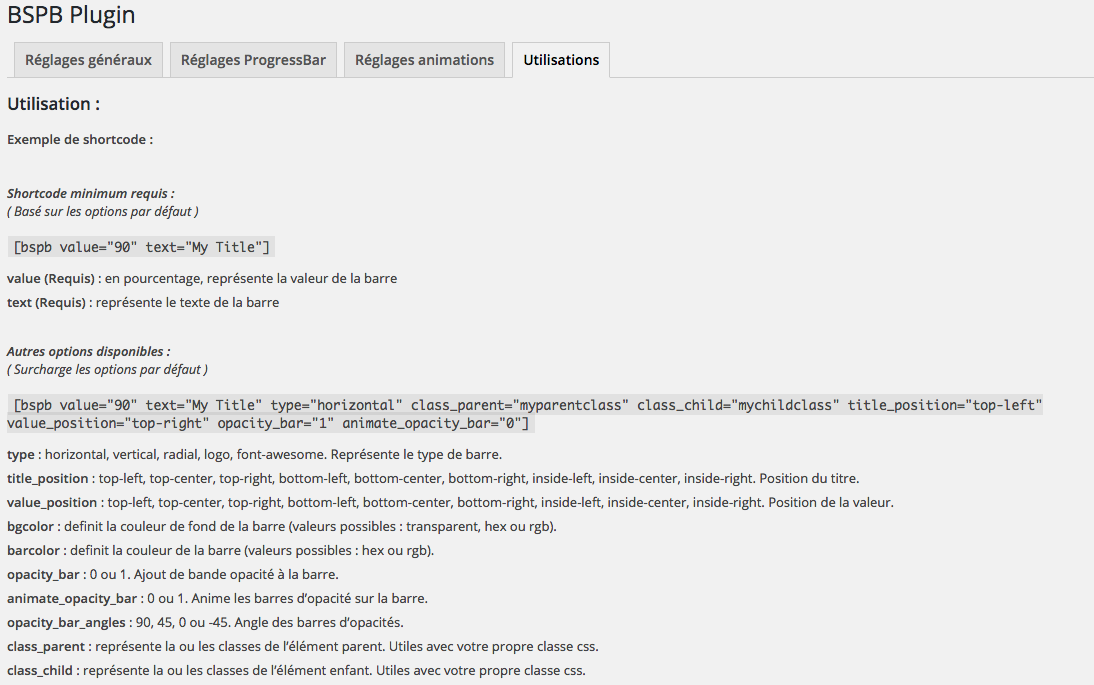 BSPB Plugin
Réglages généraux
Réglages ProgressBar
Réglages animations
Utilisations
Utilisation :
Exemple de shortcode :
Shortcode minimum requis :
( Basé sur les options par défaut )
[bspb value="90" text="My Title"]
value (Requis) : en pourcentage, représente la valeur de la barre
text (Requis) : représente le texte de la barre
Autres options disponibles :
( Surcharge les options par défaut )
[bspb value="90" text="My Title" type="horizontal" class_parent="myparentclass" class_child="mychildclass" title_position="top-left"
value_position="top-right" opacity_bar="1" animate_opacity_bar="0"]
type : horizontal, vertical, radial, logo, font-awesome. Représente le type de barre.
title_position : top-left, top-center, top-right, bottom-left, bottom-center, bottom-right, inside-left, inside-center, inside-right. Position du titre.
value_position : top-left, top-center, top-right, bottom-left, bottom-center, bottom-right, inside-left, inside-center, inside-right. Position de la valeur.
bgcolor : definit la couleur de fond de la barre (valeurs possibles : transparent, hex ou rgb).
barcolor : definit la couleur de la barre (valeurs possibles : hex ou rgb).
opacity_bar : 0 ou 1. Ajout de bande opacité à la barre.
animate_opacity_bar : 0 ou 1. Anime les barres d’opacité sur la barre.
opacity_bar_angles : 90, 45, 0 ou -45. Angle des barres d’opacités.
class_parent : représente la ou les classes de l’élément parent. Utiles avec votre propre classe css.
class_child : représente la ou les classes de l’élément enfant. Utiles avec votre propre classe css.